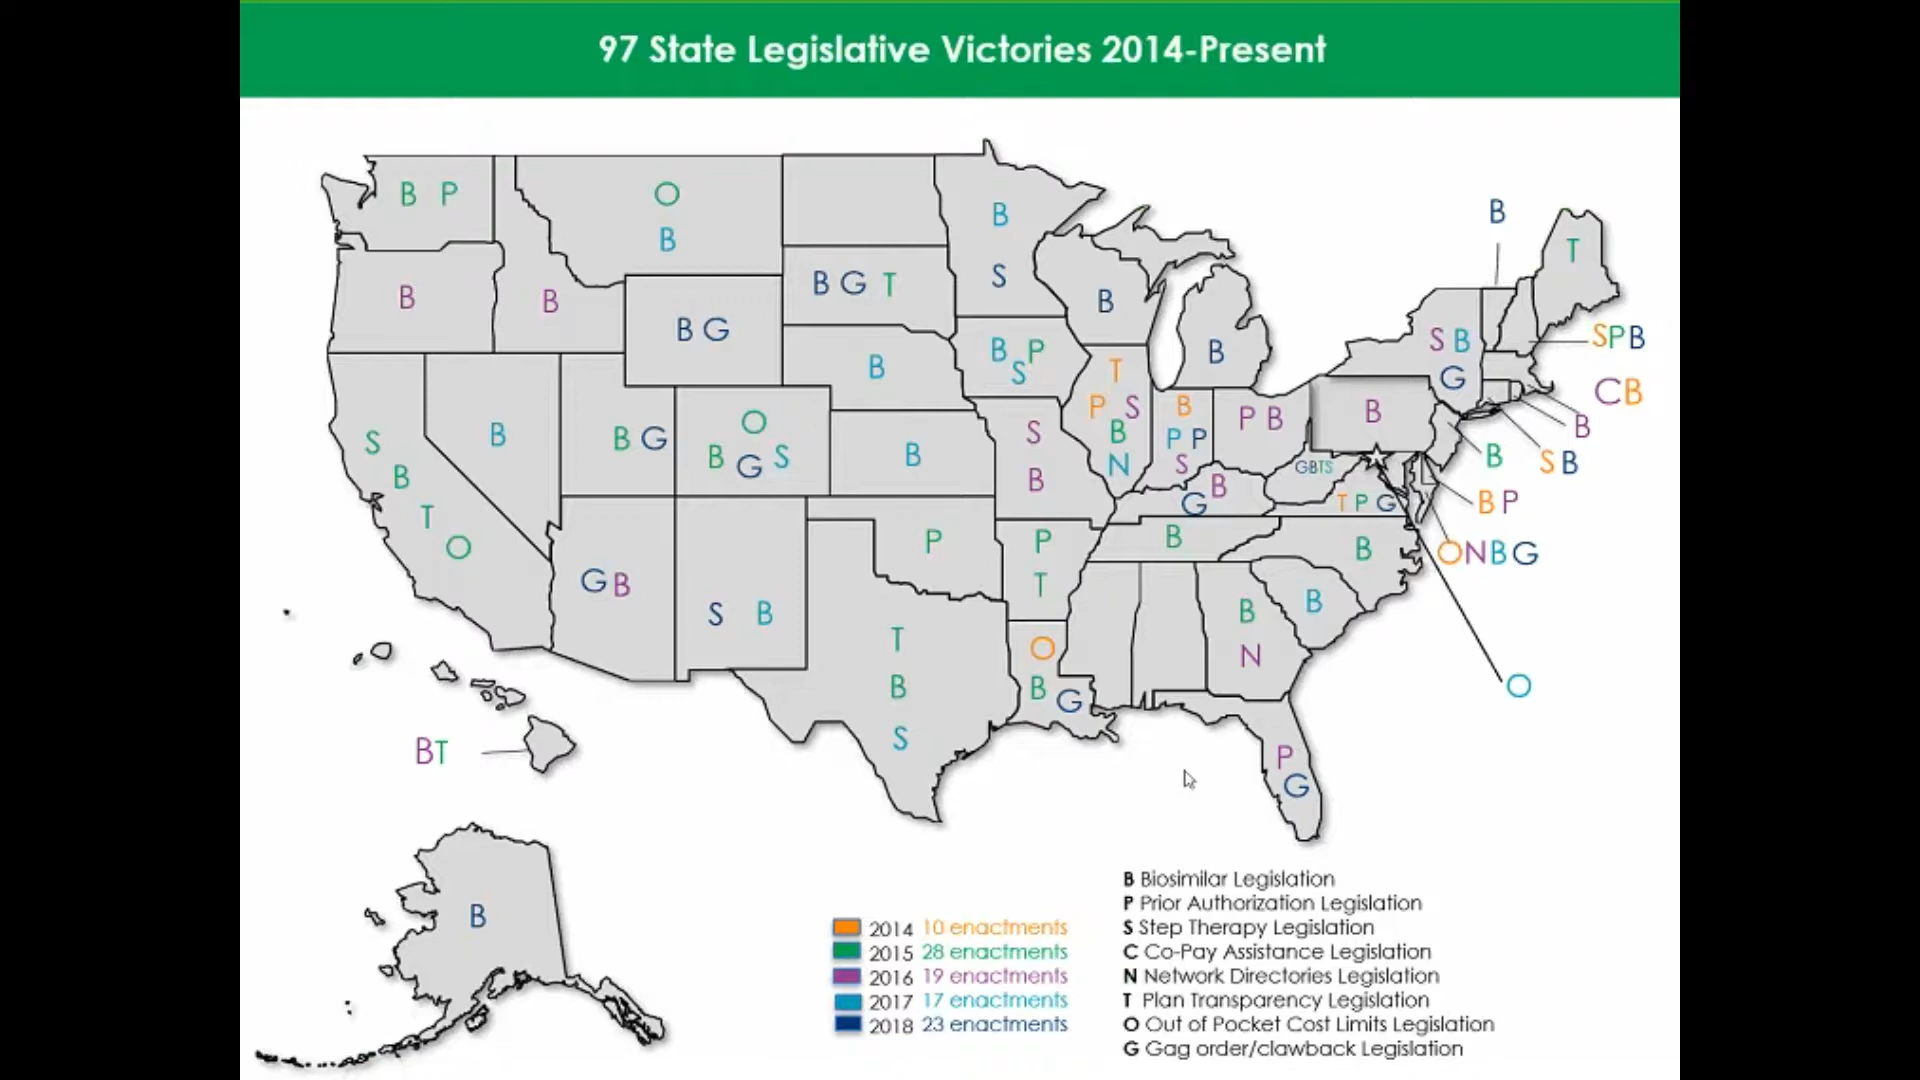 97 State Legislative Victories 2014-Present
B P
O
B
B
S
B
T
B
B
B G T
B
S B
G
SPB
B G
B
B S P
B
T
P S
B
N
B
P P
S
P B
B
CB
B
B
S B
B P
ONBG
O
S
B
T
O
B
B G
O
B G S
B
S
B
GBTS
T P G
G B
G B
S B
P
P
T
B
B
B
B
N
T
B
S
O
B G
P
G
BT
B
2014 10 enactments
2015 28 enactments
2016 19 enactments
2017 17 enactments
2018 23 enactments
B Biosimilar Legislation
P Prior Authorization Legislation
S Step Therapy Legislation
C Co-Pay Assistance Legislation
N Network Directories Legislation
T Plan Transparency Legislation
O Out of Pocket Cost Limits Legislation
G Gag order/clawback Legislation